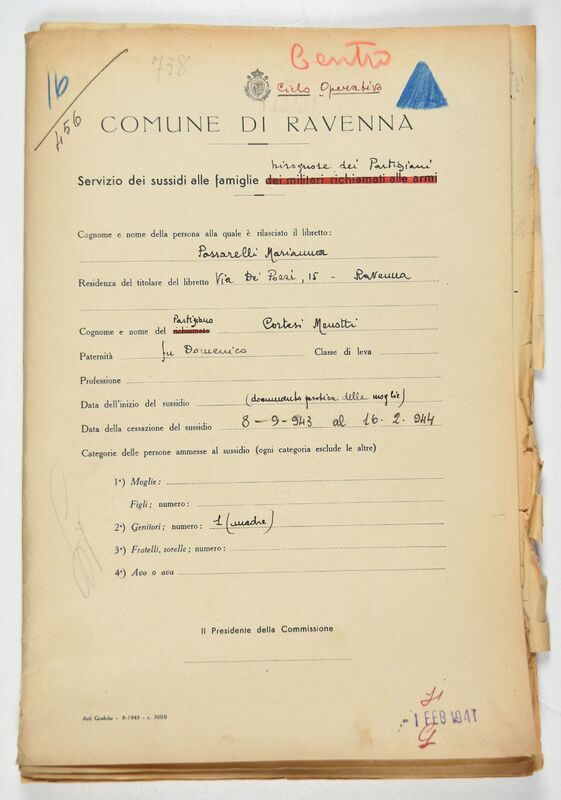 16
456
738
Centro
Ciclo Operativo
COMUNE DI RAVENNA
bisognose dei Partigiani
Servizio dei sussidi alle famiglie dei militari richiamati alle armi
Cognome e nome della persona alla quale è rilasciato il libretto:
Passarelli Marianna
Residenza del titolare del libretto Via De' Pozzi, 15 - Ravenna
Partigiano
Cognome e nome del richiamato Cortesi Menotti
Paternità fu Domenico Classe di leva
Professione
Data dell'inizio del sussidio (documento pratica della moglie)
Data della cessazione del sussidio 8-9-943 al 16-2-944
Categorie delle persone ammesse al sussidio (ogni categoria esclude le altre)
1ª) Moglie:
Figli; numero:
2ª) Genitori; numero: 1 (madre)
3ª) Fratelli, sorelle; numero:
4ª) Avo o ava
Il Presidente della Commissione
Arti Grafiche - 8-1943 - c. 3000
-1 FEB 1947